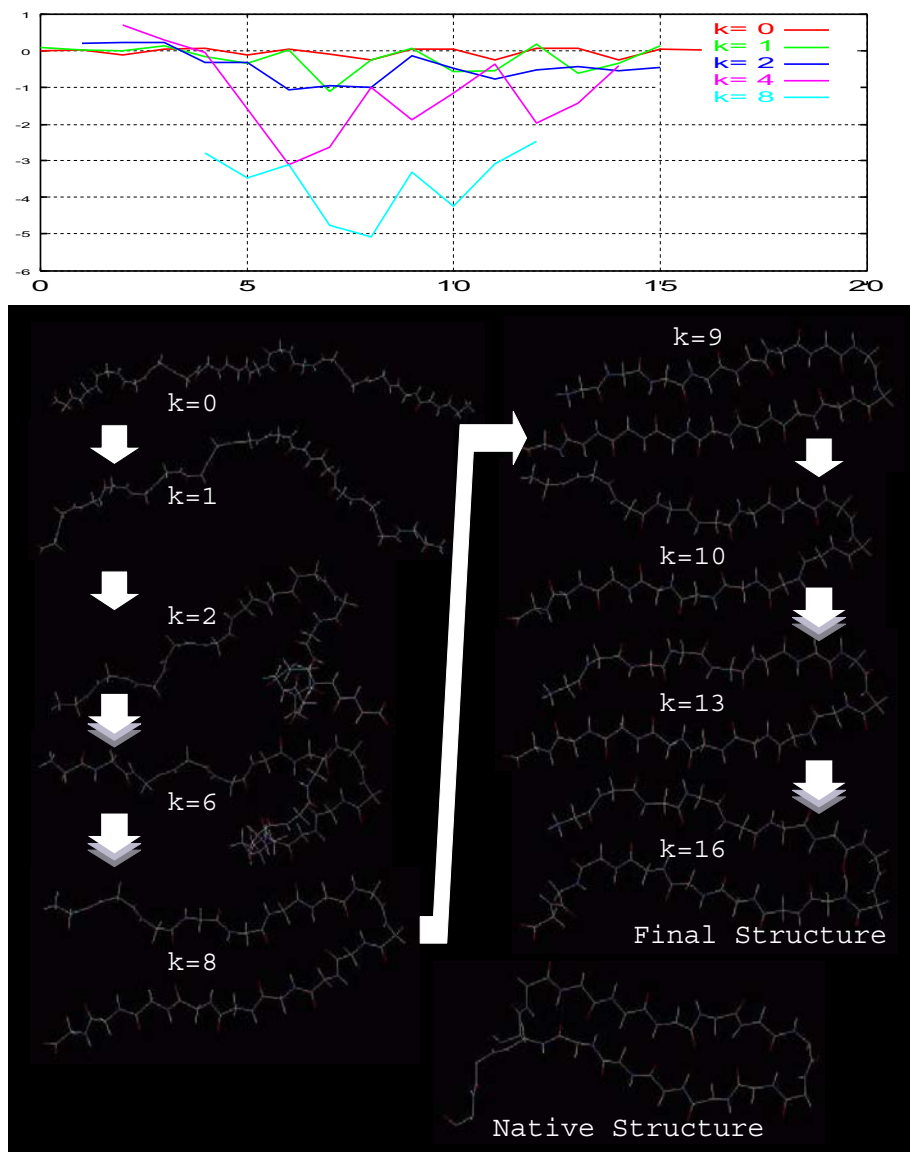 1
0
-1
-2
-3
-4
-5
-6
0 5 10 15 20
k= 0
k= 1
k= 2
k= 4
k= 8
k=0
k=1
k=2
k=6
k=8
k=9
k=10
k=13
k=16
Final Structure
Native Structure